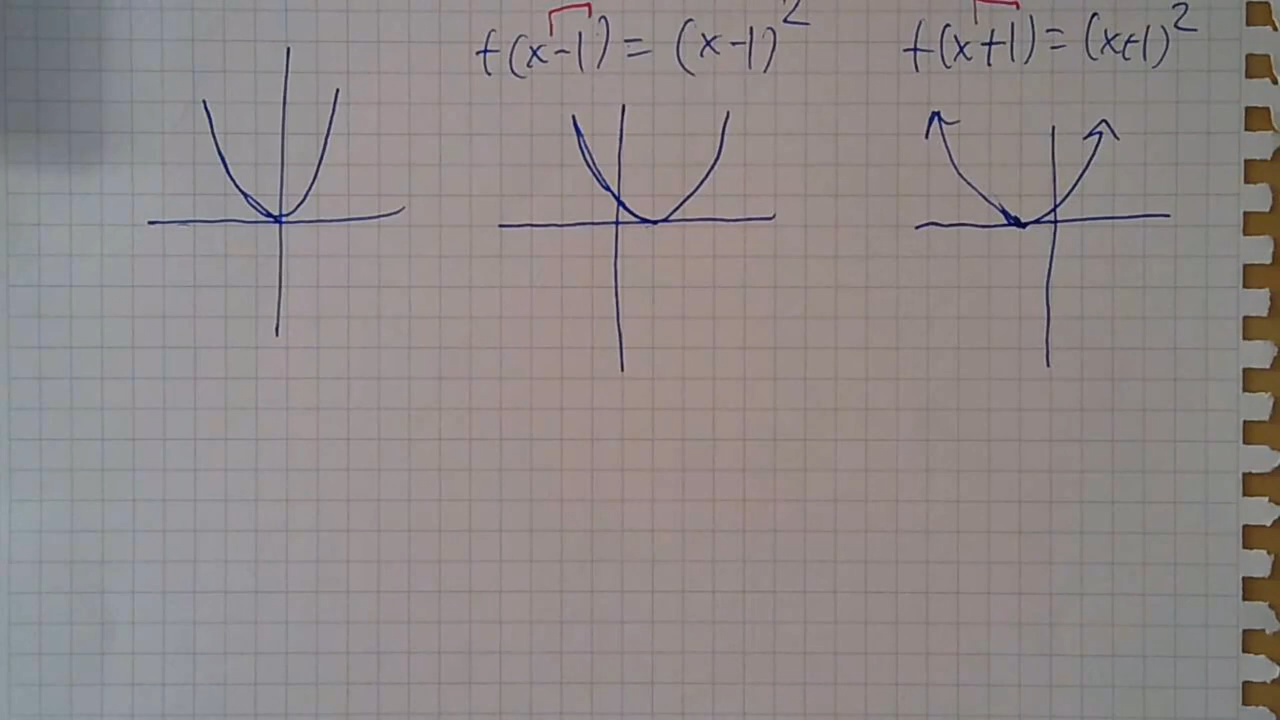 f(x-1) = (x-1)²
f(x+1) = (x+1)²